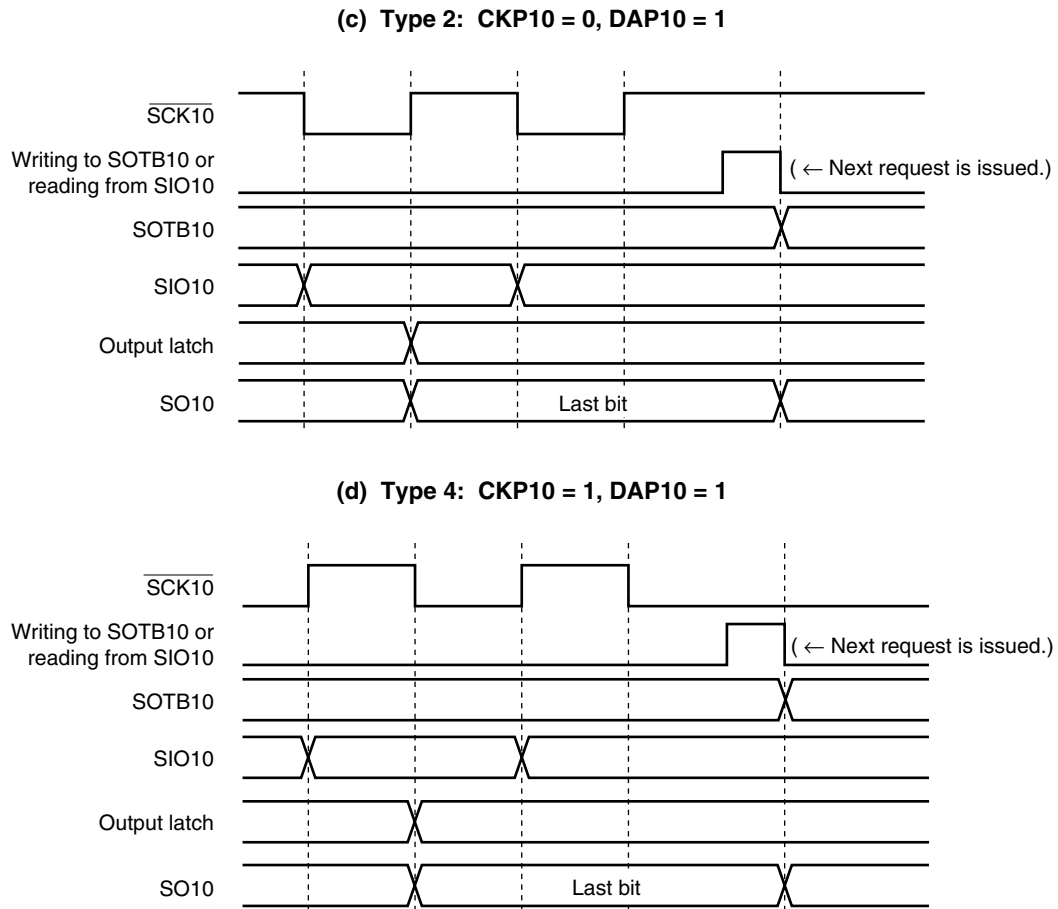 (c) Type 2: CKP10 = 0, DAP10 = 1
SCK10
Writing to SOTB10 or
reading from SIO10
( ← Next request is issued.)
SOTB10
SIO10
Output latch
SO10
Last bit
(d) Type 4: CKP10 = 1, DAP10 = 1
SCK10
Writing to SOTB10 or
reading from SIO10
( ← Next request is issued.)
SOTB10
SIO10
Output latch
SO10
Last bit